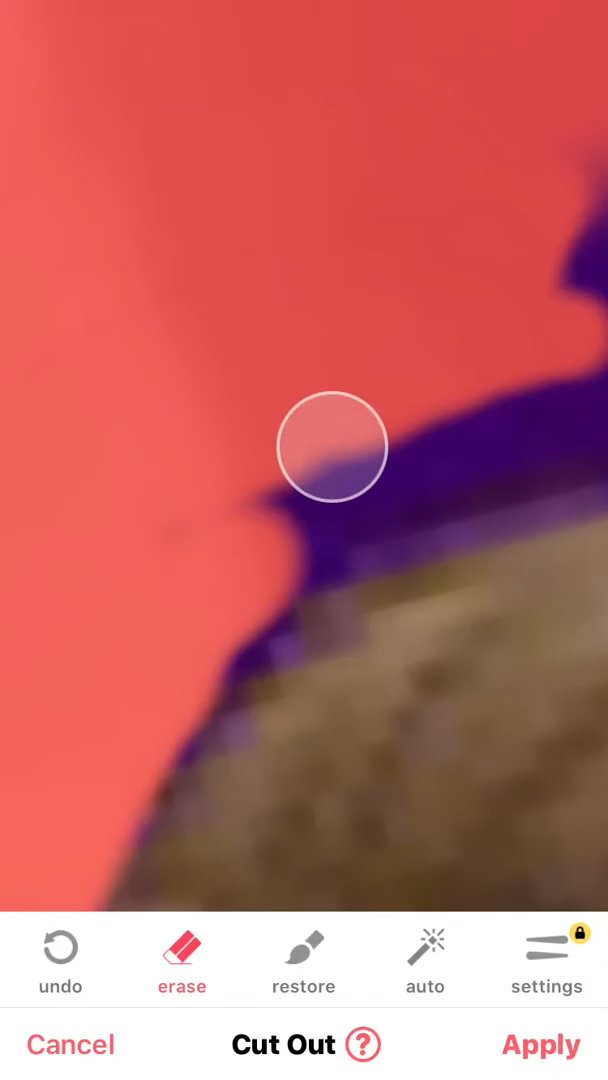 undo
erase
restore
auto
settings
Cancel
Cut Out ?
Apply